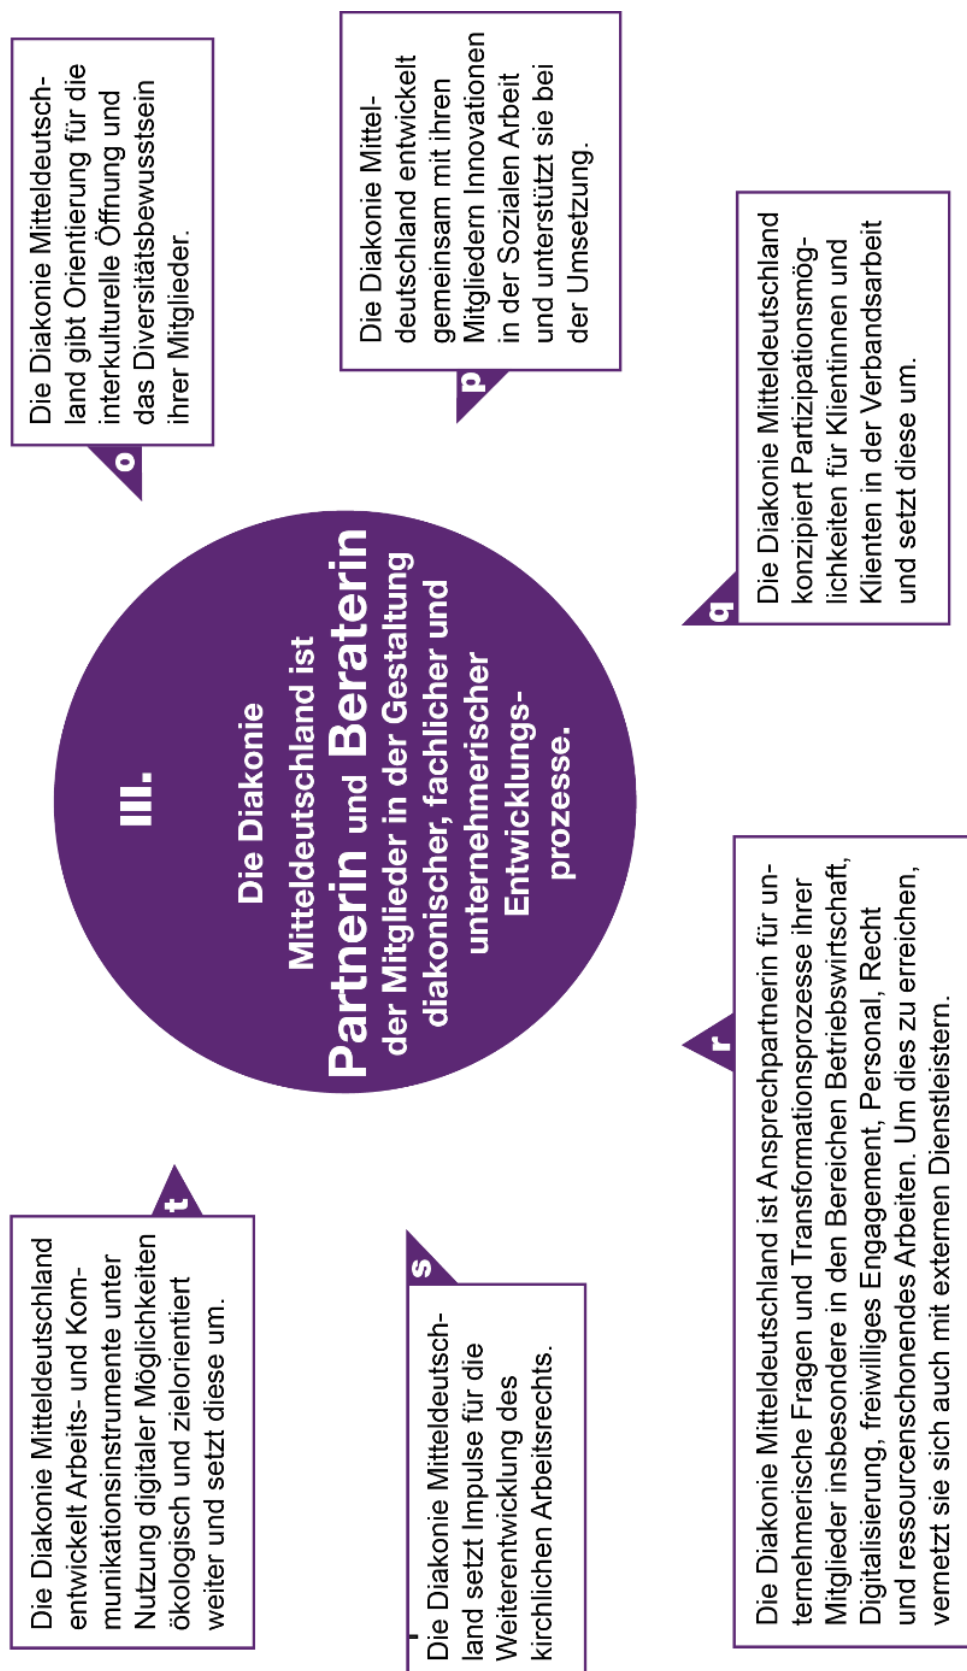 III.
Die Diakonie
Mitteldeutschland ist
Partnerin und Beraterin
der Mitglieder in der Gestaltung
diakonischer, fachlicher und
unternehmerischer
Entwicklungs-
prozesse.
o
Die Diakonie Mitteldeutsch-
land gibt Orientierung für die
interkulturelle Öffnung und
das Diversitätsbewusstsein
ihrer Mitglieder.
p
Die Diakonie Mittel-
deutschland entwickelt
gemeinsam mit ihren
Mitgliedern Innovationen
in der Sozialen Arbeit
und unterstützt sie bei
der Umsetzung.
q
Die Diakonie Mitteldeutschland
konzipiert Partizipationsmög-
lichkeiten für Klientinnen und
Klienten in der Verbandsarbeit
und setzt diese um.
r
Die Diakonie Mitteldeutschland ist Ansprechpartnerin für un-
ternehmerische Fragen und Transformationsprozesse ihrer
Mitglieder insbesondere in den Bereichen Betriebswirtschaft,
Digitalisierung, freiwilliges Engagement, Personal, Recht
und ressourcenschonendes Arbeiten. Um dies zu erreichen,
vernetzt sie sich auch mit externen Dienstleistern.
s
Die Diakonie Mitteldeutsch-
land setzt Impulse für die
Weiterentwicklung des
kirchlichen Arbeitsrechts.
t
Die Diakonie Mitteldeutschland
entwickelt Arbeits- und Kom-
munikationsinstrumente unter
Nutzung digitaler Möglichkeiten
ökologisch und zielorientiert
weiter und setzt diese um.